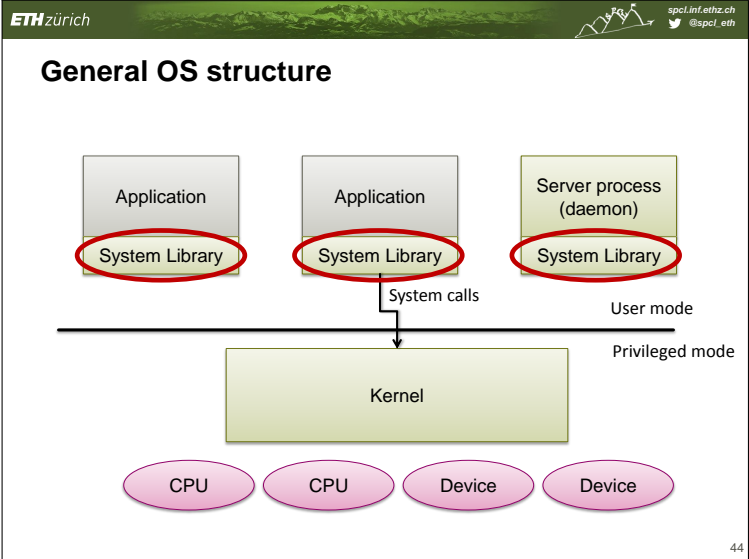 ETH zürich
spcl.inf.ethz.ch
@spcl_eth
General OS structure
Application
Application
Server process
(daemon)
System Library
System Library
System Library
System calls
User mode
Privileged mode
Kernel
CPU
CPU
Device
Device
44